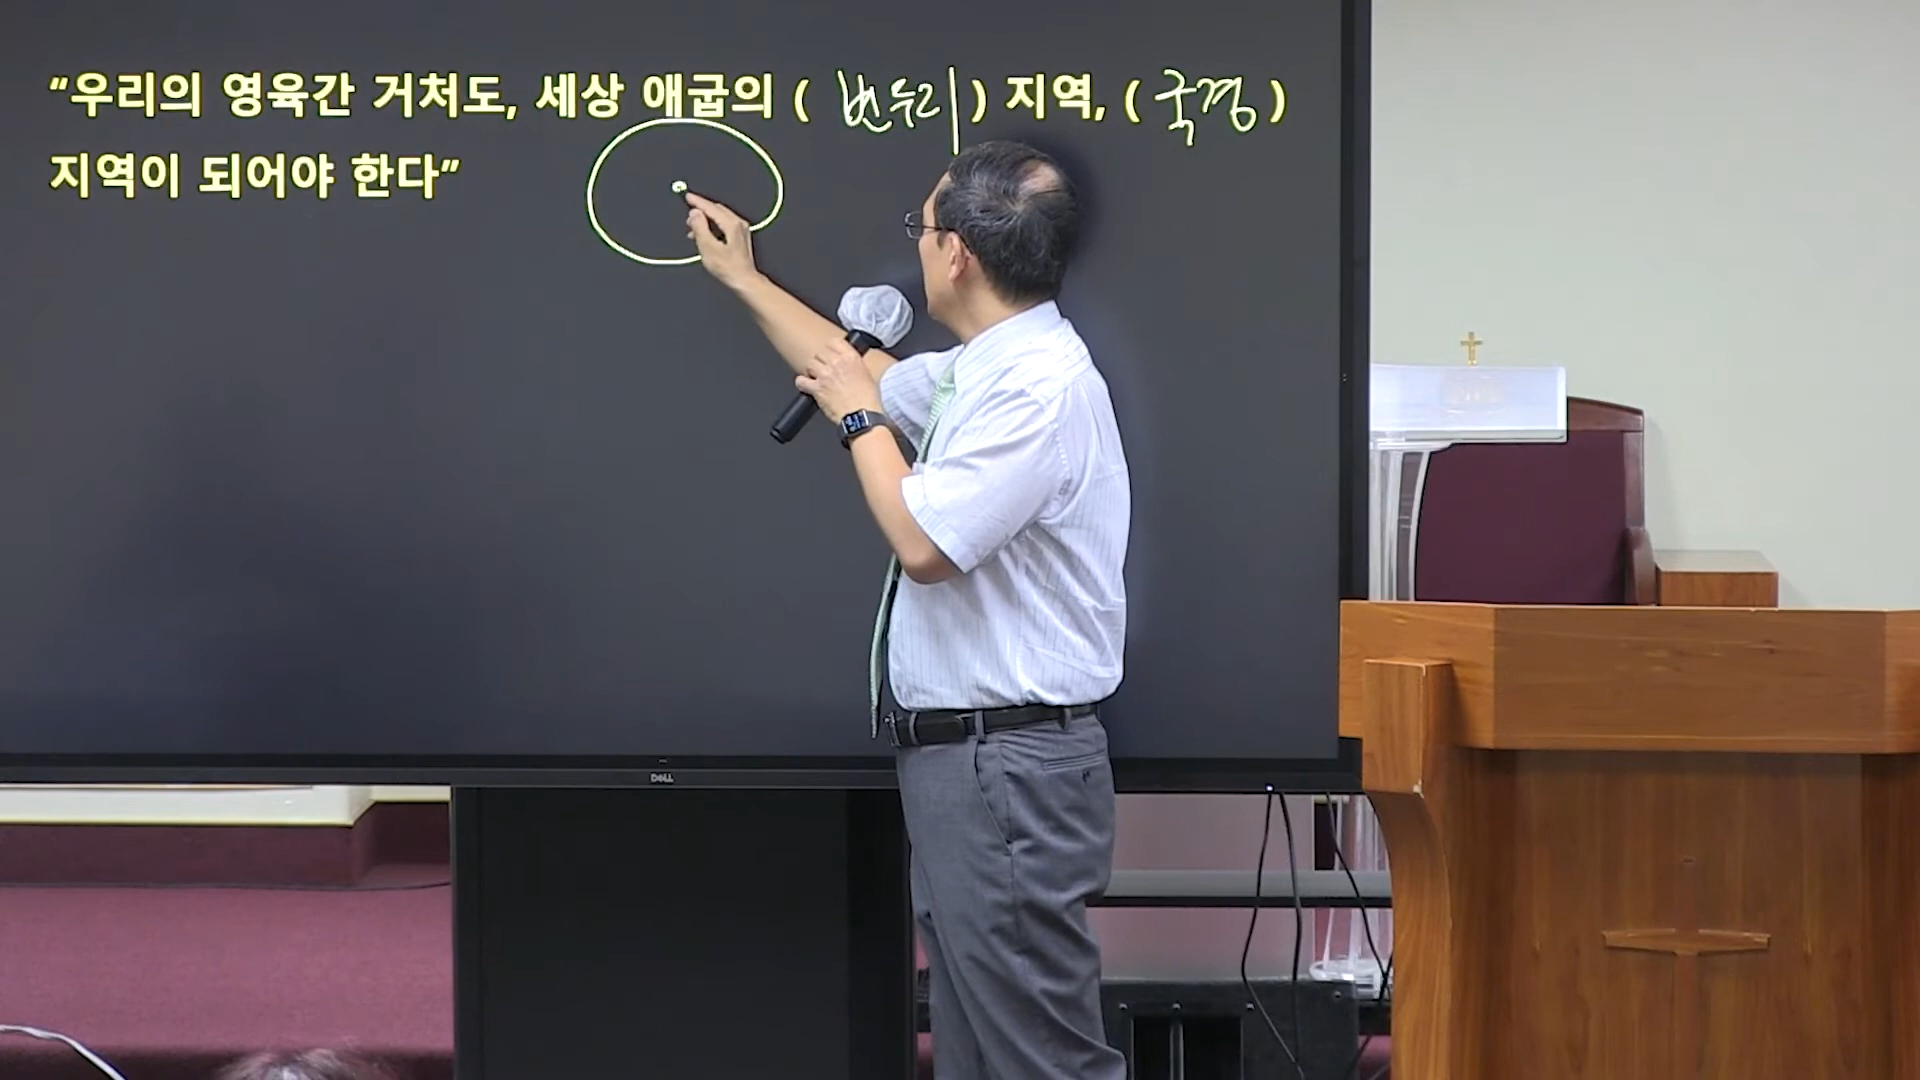 “우리의 영육간 거처도, 세상 애굽의 ( 변두리 ) 지역, ( 국경 )
지역이 되어야 한다”
DELL